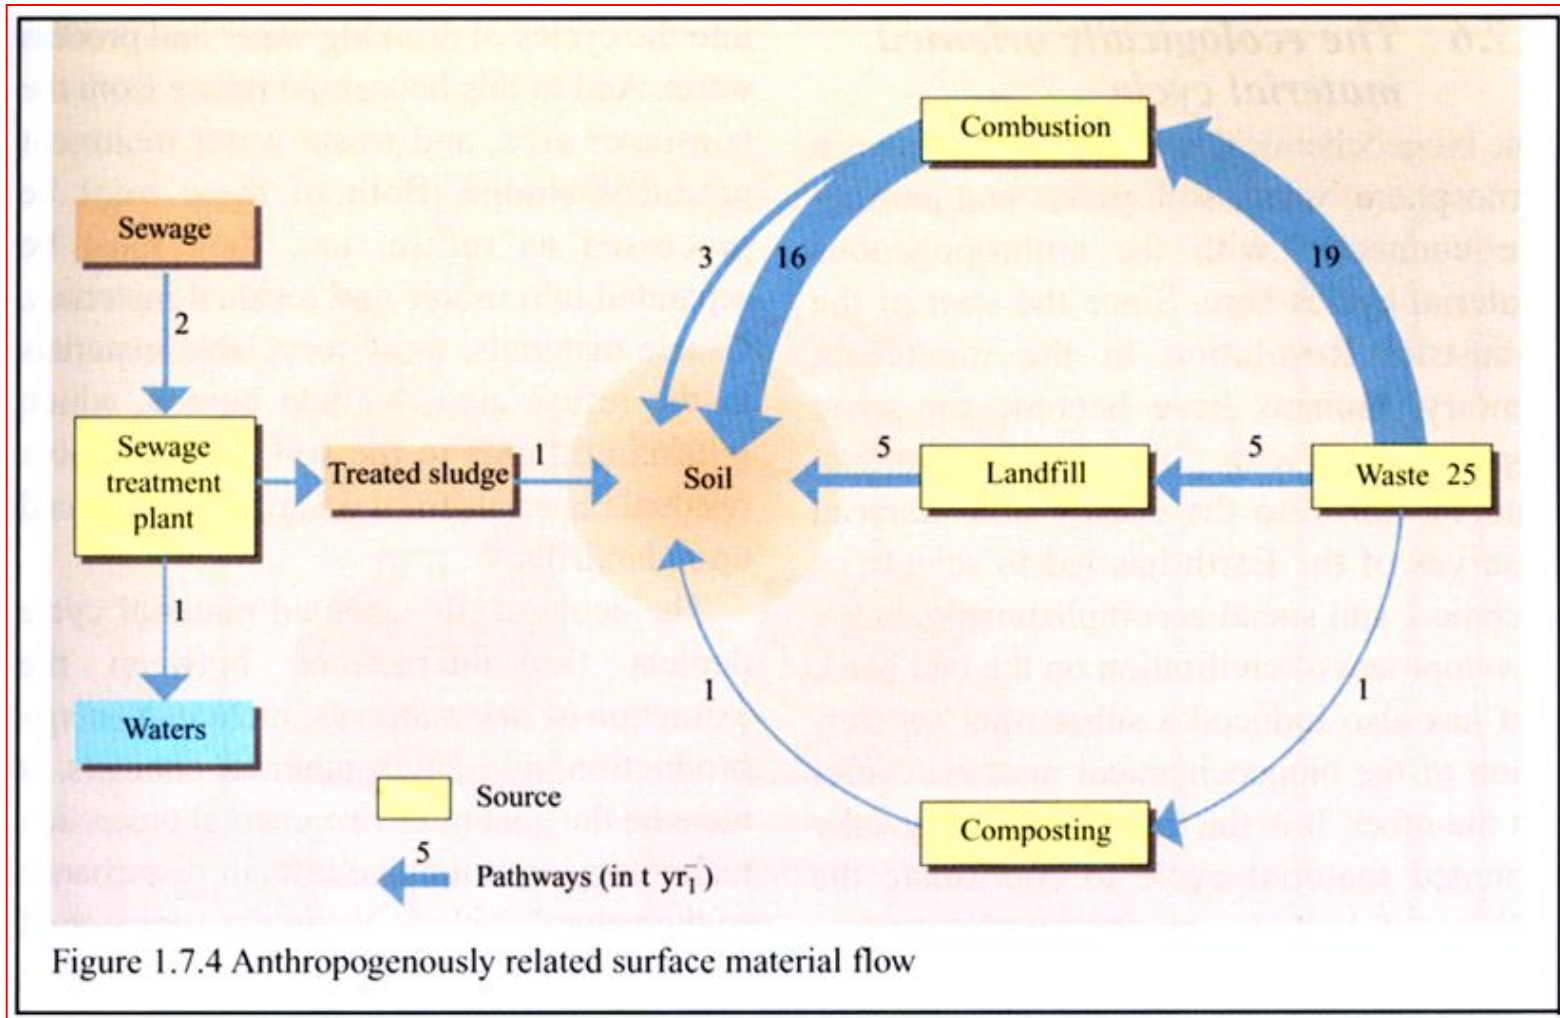 Combustion
Sewage
3
16
19
2
Sewage
treatment
plant
Treated sludge
1
Soil
5
Landfill
5
Waste 25
1
Waters
1
1
Composting
Source
5
Pathways (in t yr⁻₁)
Figure 1.7.4 Anthropogenously related surface material flow